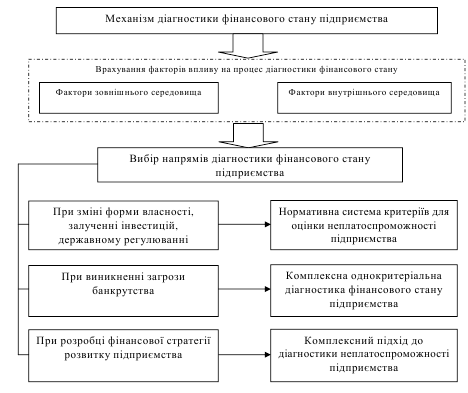 Механізм діагностики фінансового стану підприємства
Врахування факторів впливу на процес діагностики фінансового стану
Фактори зовнішнього середовища
Фактори внутрішнього середовища
Вибір напрямів діагностики фінансового стану
підприємства
При зміні форми власності,
залученні інвестицій,
державному регулюванні
Нормативна система критеріїв для
оцінки неплатоспроможності
підприємства
При виникненні загрози
банкрутства
Комплексна однокритеріальна
діагностика фінансового стану
підприємства
При розробці фінансової стратегії
розвитку підприємства
Комплексний підхід до
діагностики неплатоспроможності
підприємства